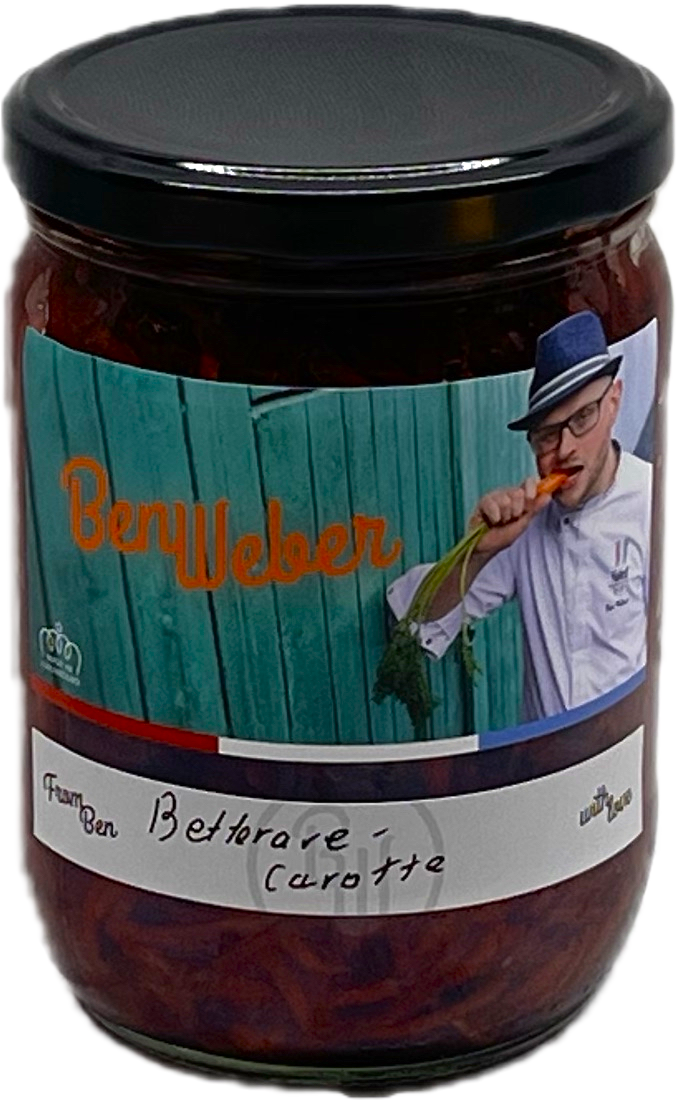 BenWeber
From
Ben
Betterave -
Carotte
with Love